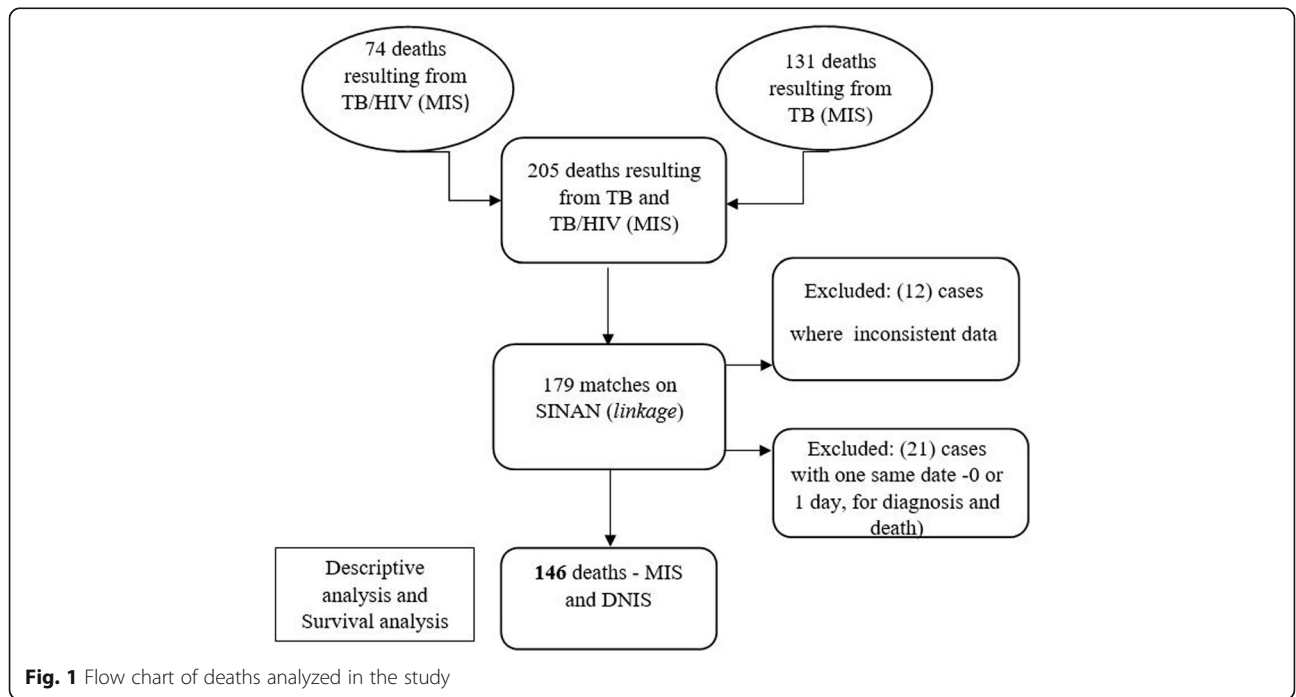 74 deaths
resulting from
TB/HIV (MIS)
131 deaths
resulting from
TB (MIS)
205 deaths resulting
from TB and
TB/HIV (MIS)
Excluded: (12) cases
where inconsistent data
179 matches on
SINAN (linkage)
Excluded: (21) cases
with one same date -0 or
1 day, for diagnosis and
death)
Descriptive
analysis and
Survival analysis
146 deaths - MIS
and DNIS
Fig. 1 Flow chart of deaths analyzed in the study